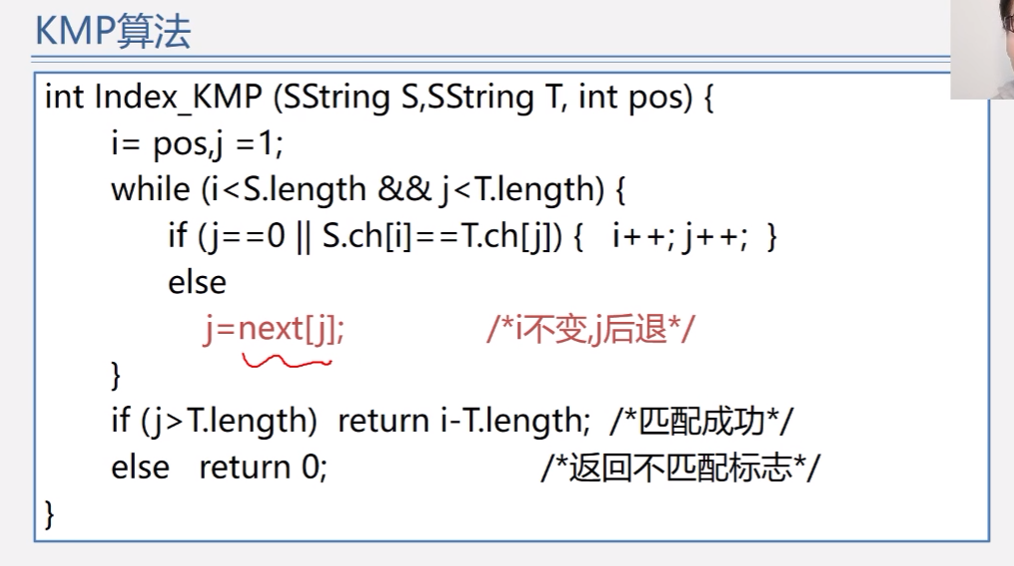 KMP算法
int Index_KMP (SString S,SString T, int pos) {
i= pos,j =1;
while (i<S.length && j<T.length) {
if (j==0 || S.ch[i]==T.ch[j]) { i++; j++; }
else
j=next[j]; /*i不变,j后退*/
}
if (j>T.length) return i-T.length; /*匹配成功*/
else return 0; /*返回不匹配标志*/
}